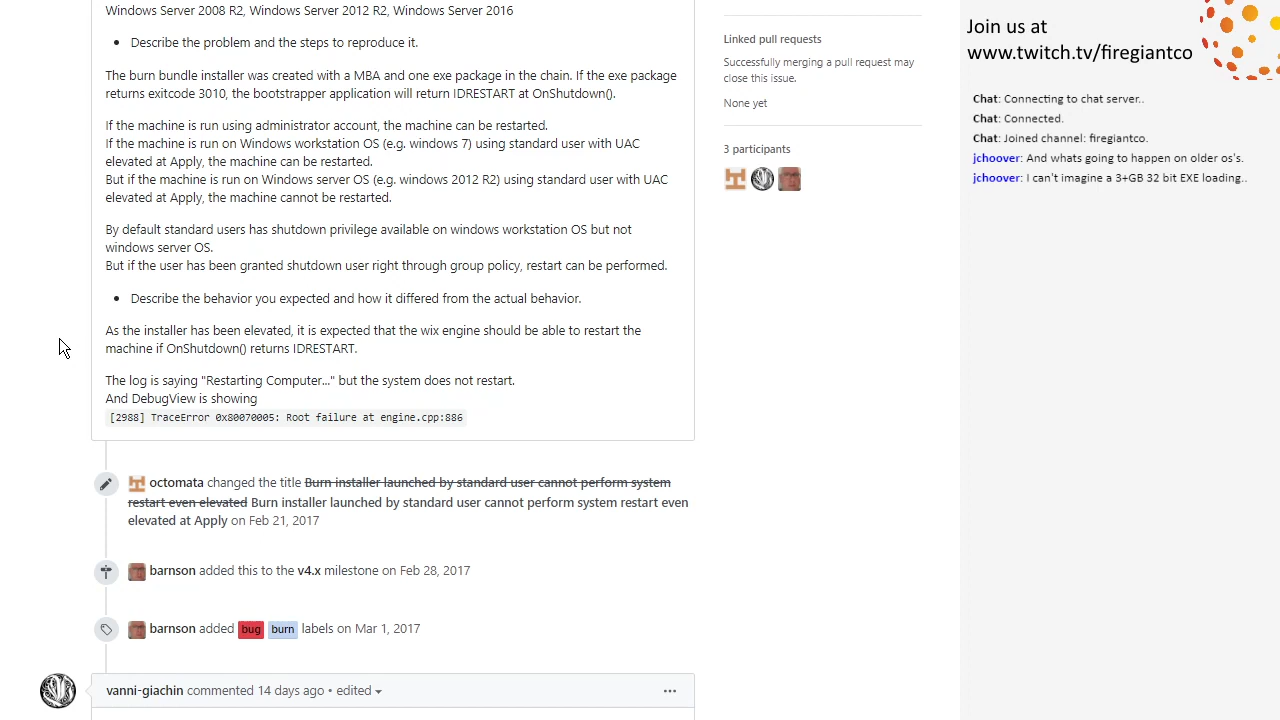 Windows Server 2008 R2, Windows Server 2012 R2, Windows Server 2016
• Describe the problem and the steps to reproduce it.
The burn bundle installer was created with a MBA and one exe package in the chain. If the exe package
returns exitcode 3010, the bootstrapper application will return IDRESTART at OnShutdown().
If the machine is run using administrator account, the machine can be restarted.
If the machine is run on Windows workstation OS (e.g. windows 7) using standard user with UAC
elevated at Apply, the machine can be restarted.
But if the machine is run on Windows server OS (e.g. windows 2012 R2) using standard user with UAC
elevated at Apply, the machine cannot be restarted.
By default standard users has shutdown privilege available on windows workstation OS but not
windows server OS.
But if the user has been granted shutdown user right through group policy, restart can be performed.
• Describe the behavior you expected and how it differed from the actual behavior.
As the installer has been elevated, it is expected that the wix engine should be able to restart the
machine if OnShutdown() returns IDRESTART.
The log is saying "Restarting Computer..." but the system does not restart.
And DebugView is showing
[2988] TraceError 0x80070005: Root failure at engine.cpp:886
octomata changed the title Burn installer launched by standard user cannot perform system
restart even elevated Burn installer launched by standard user cannot perform system restart even
elevated at Apply on Feb 21, 2017
barnson added this to the v4.x milestone on Feb 28, 2017
barnson added bug burn labels on Mar 1, 2017
vanni-giachin commented 14 days ago • edited
Linked pull requests
Successfully merging a pull request may
close this issue.
None yet
3 participants
Join us at
www.twitch.tv/firegiantco
Chat: Connecting to chat server..
Chat: Connected.
Chat: Joined channel: firegiantco.
jchoover: And whats going to happen on older os's.
jchoover: I can't imagine a 3+GB 32 bit EXE loading..